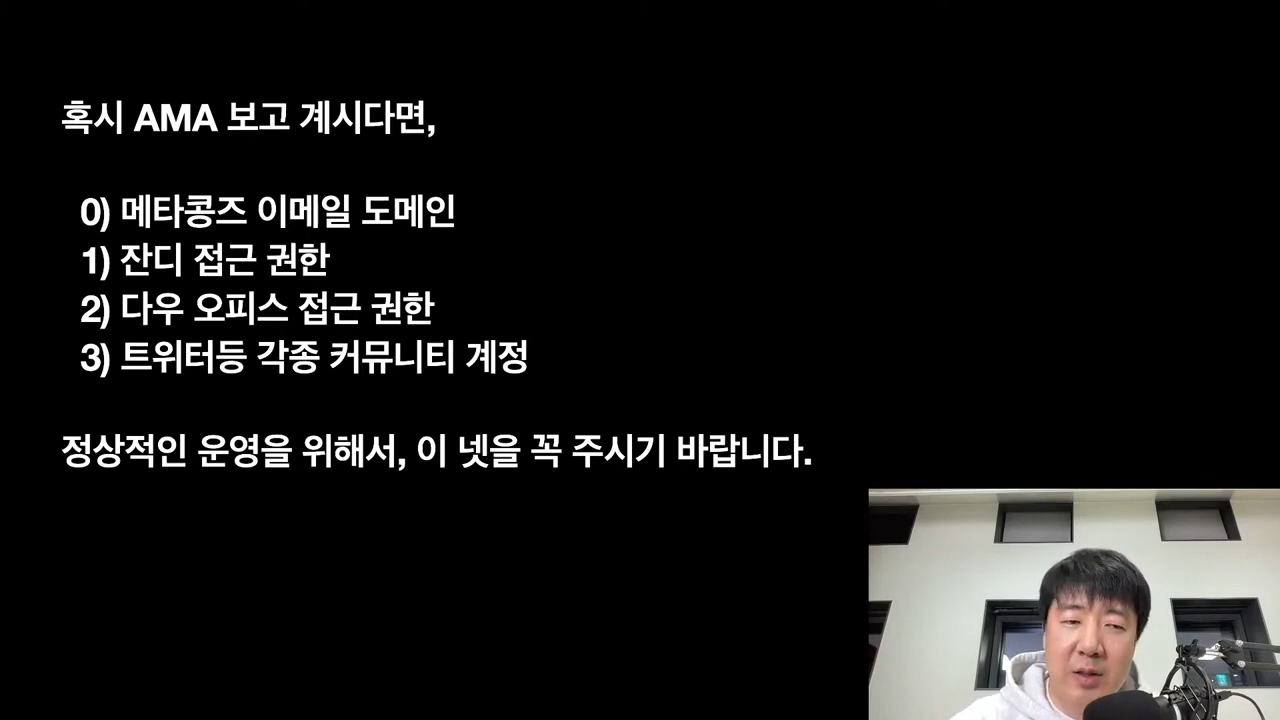 혹시 AMA 보고 계시다면,
0) 메타콩즈 이메일 도메인
1) 잔디 접근 권한
2) 다우 오피스 접근 권한
3) 트위터등 각종 커뮤니티 계정
정상적인 운영을 위해서, 이 넷을 꼭 주시기 바랍니다.